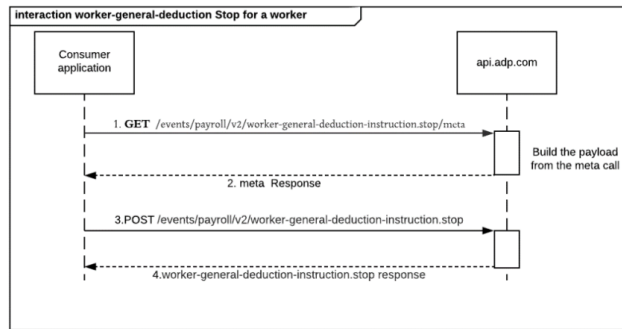 interaction worker-general-deduction Stop for a worker
Consumer
application
api.adp.com
1. GET /events/payroll/v2/worker-general-deduction-instruction.stop/meta
Build the payload
from the meta call
2. meta Response
3.POST /events/payroll/v2/worker-general-deduction-instruction.stop
4.worker-general-deduction-instruction.stop response